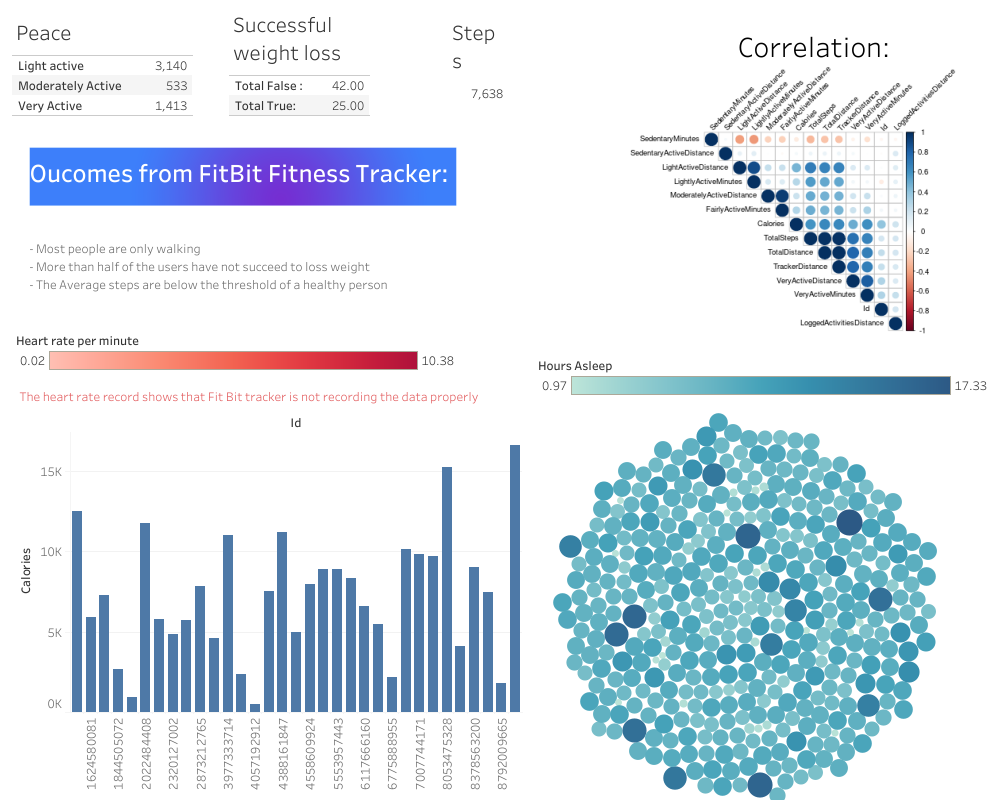 Peace
Light active 3,140
Moderately Active 533
Very Active 1,413
Successful
weight loss
Total False : 42.00
Total True: 25.00
Step
s
7,638
Oucomes from FitBit Fitness Tracker:
- Most people are only walking
- More than half of the users have not succeed to loss weight
- The Average steps are below the threshold of a healthy person
Correlation:
SedentaryMinutes
SedentaryActiveDistance
LightActiveDistance
LightlyActiveMinutes
ModeratelyActiveDistance
FairlyActiveMinutes
Calories
TotalSteps
TotalDistance
TrackerDistance
VeryActiveDistance
VeryActiveMinutes
Id
LoggedActivitiesDistance
SedentaryMinutes
SedentaryActiveDistance
LightActiveDistance
LightlyActiveMinutes
ModeratelyActiveDistance
FairlyActiveMinutes
Calories
TotalSteps
TotalDistance
TrackerDistance
VeryActiveDistance
VeryActiveMinutes
Id
LoggedActivitiesDistance
1
0.8
0.6
0.4
0.2
0
-0.2
-0.4
-0.6
-0.8
-1
Heart rate per minute
0.02 10.38
The heart rate record shows that Fit Bit tracker is not recording the data properly
Id
Calories
15K
10K
5K
0K
1624580081
1844505072
2022484408
2320127002
2873212765
3977333714
4057192912
4388161847
4558609924
5553957443
6117666160
6775888955
7007744171
8053475328
8378563200
8792009665
Hours Asleep
0.97 17.33